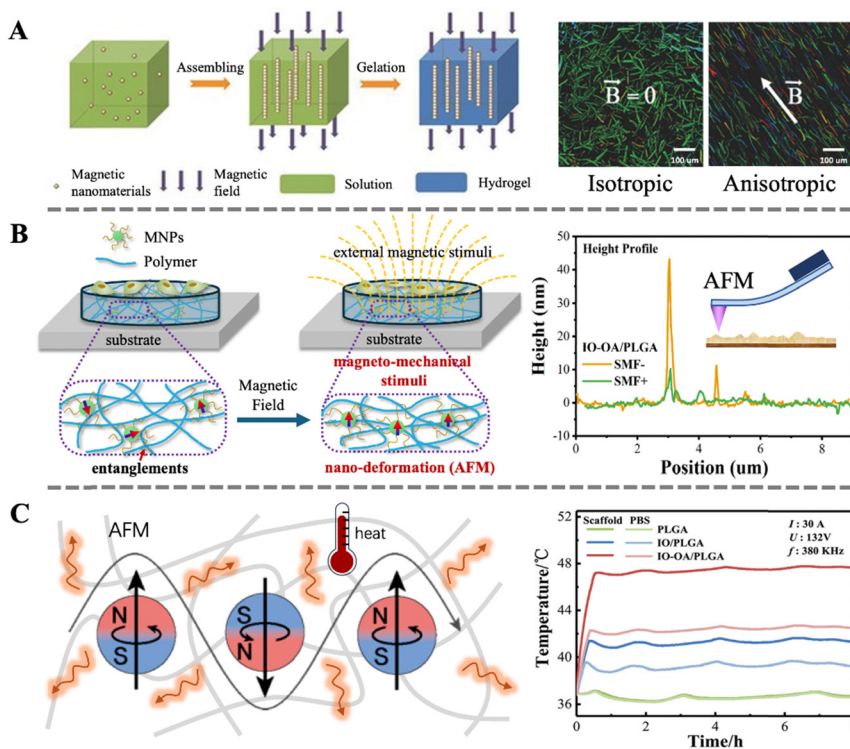 A
Assembling
Gelation
Magnetic
nanomaterials
Magnetic
field
Solution
Hydrogel
B = 0
100 um
Isotropic
B
100 um
Anisotropic
B
MNPs
Polymer
substrate
Magnetic
Field
entanglements
external magnetic stimuli
substrate
magneto-mechanical
stimuli
nano-deformation (AFM)
Height Profile
AFM
IO-OA/PLGA
SMF-
SMF+
Height (nm)
50
40
30
20
10
0
-10
0 2 4 6 8
Position (um)
C
AFM
heat
N
S
S
N
N
S
Scaffold PBS
PLGA
IO/PLGA
IO-OA/PLGA
I : 30 A
U : 132V
f : 380 KHz
Temperature/℃
52
48
44
40
36
0 2 4 6
Time/h